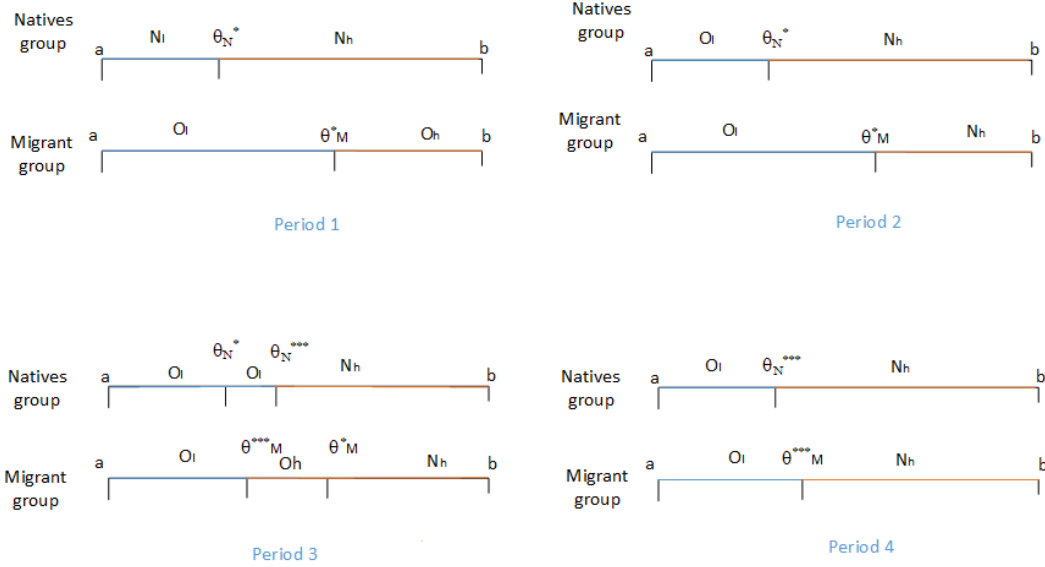 Natives
group
a Nl θN* Nh b
Migrant
group
a Ol θ*M Oh b
Period 1
Natives
group
a Ol θN* Nh b
Migrant
group
a Ol θ*M Nh b
Period 2
Natives
group
a Ol θN* Ol θN*** Nh b
Migrant
group
a Ol θ***M Oh θ*M Nh b
Period 3
Natives
group
a Ol θN*** Nh b
Migrant
group
a Ol θ***M Nh b
Period 4